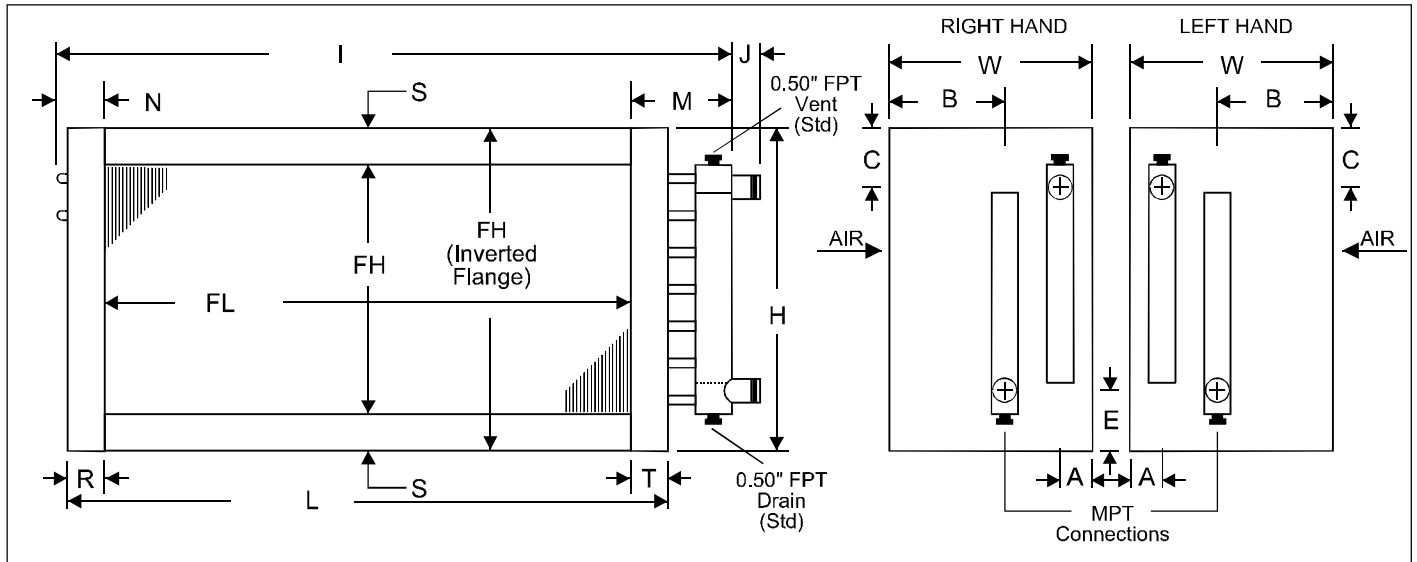 I
J
N
S
M
0.50" FPT
Vent
(Std)
FH
FH
(Inverted
Flange)
FL
H
R
S
T
L
0.50" FPT
Drain
(Std)
RIGHT HAND
LEFT HAND
W
W
B
B
C
C
AIR
AIR
E
A
A
MPT
Connections